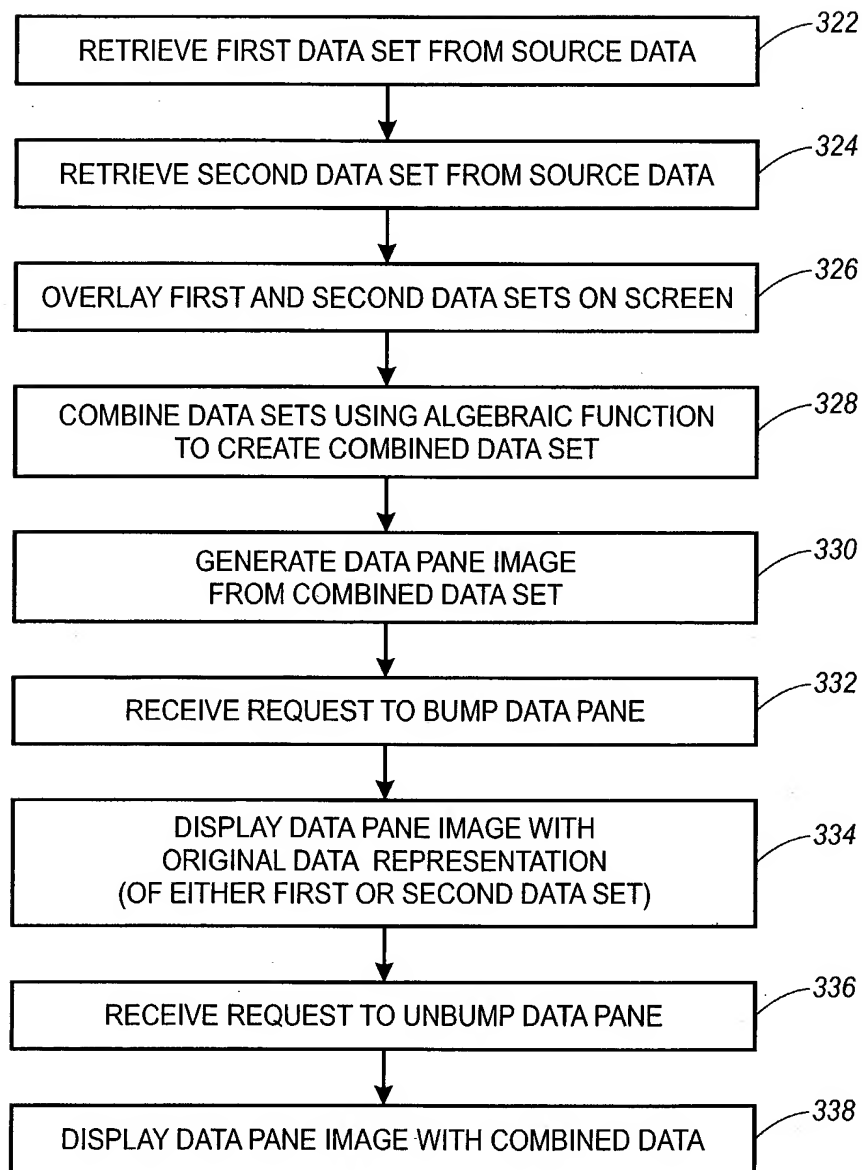 RETRIEVE FIRST DATA SET FROM SOURCE DATA
322
RETRIEVE SECOND DATA SET FROM SOURCE DATA
324
OVERLAY FIRST AND SECOND DATA SETS ON SCREEN
326
COMBINE DATA SETS USING ALGEBRAIC FUNCTION
TO CREATE COMBINED DATA SET
328
GENERATE DATA PANE IMAGE
FROM COMBINED DATA SET
330
RECEIVE REQUEST TO BUMP DATA PANE
332
DISPLAY DATA PANE IMAGE WITH
ORIGINAL DATA REPRESENTATION
(OF EITHER FIRST OR SECOND DATA SET)
334
RECEIVE REQUEST TO UNBUMP DATA PANE
336
DISPLAY DATA PANE IMAGE WITH COMBINED DATA
338